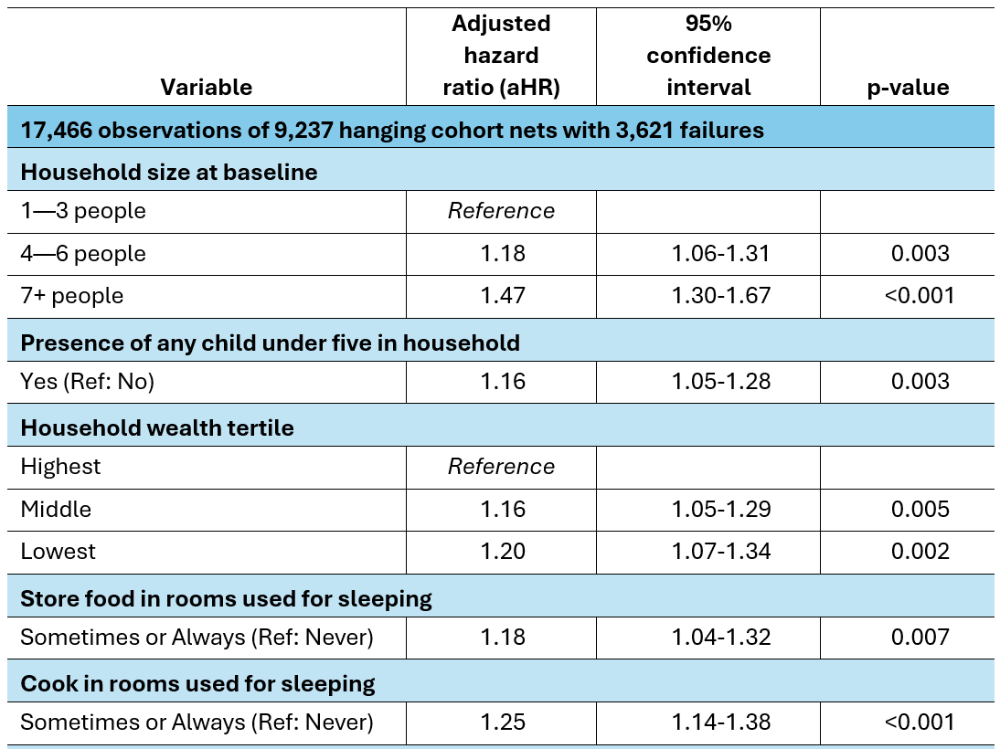 Variable Adjusted hazard ratio (aHR) 95% confidence interval p-value
17,466 observations of 9,237 hanging cohort nets with 3,621 failures
Household size at baseline
1—3 people Reference
4—6 people 1.18 1.06-1.31 0.003
7+ people 1.47 1.30-1.67 <0.001
Presence of any child under five in household
Yes (Ref: No) 1.16 1.05-1.28 0.003
Household wealth tertile
Highest Reference
Middle 1.16 1.05-1.29 0.005
Lowest 1.20 1.07-1.34 0.002
Store food in rooms used for sleeping
Sometimes or Always (Ref: Never) 1.18 1.04-1.32 0.007
Cook in rooms used for sleeping
Sometimes or Always (Ref: Never) 1.25 1.14-1.38 <0.001